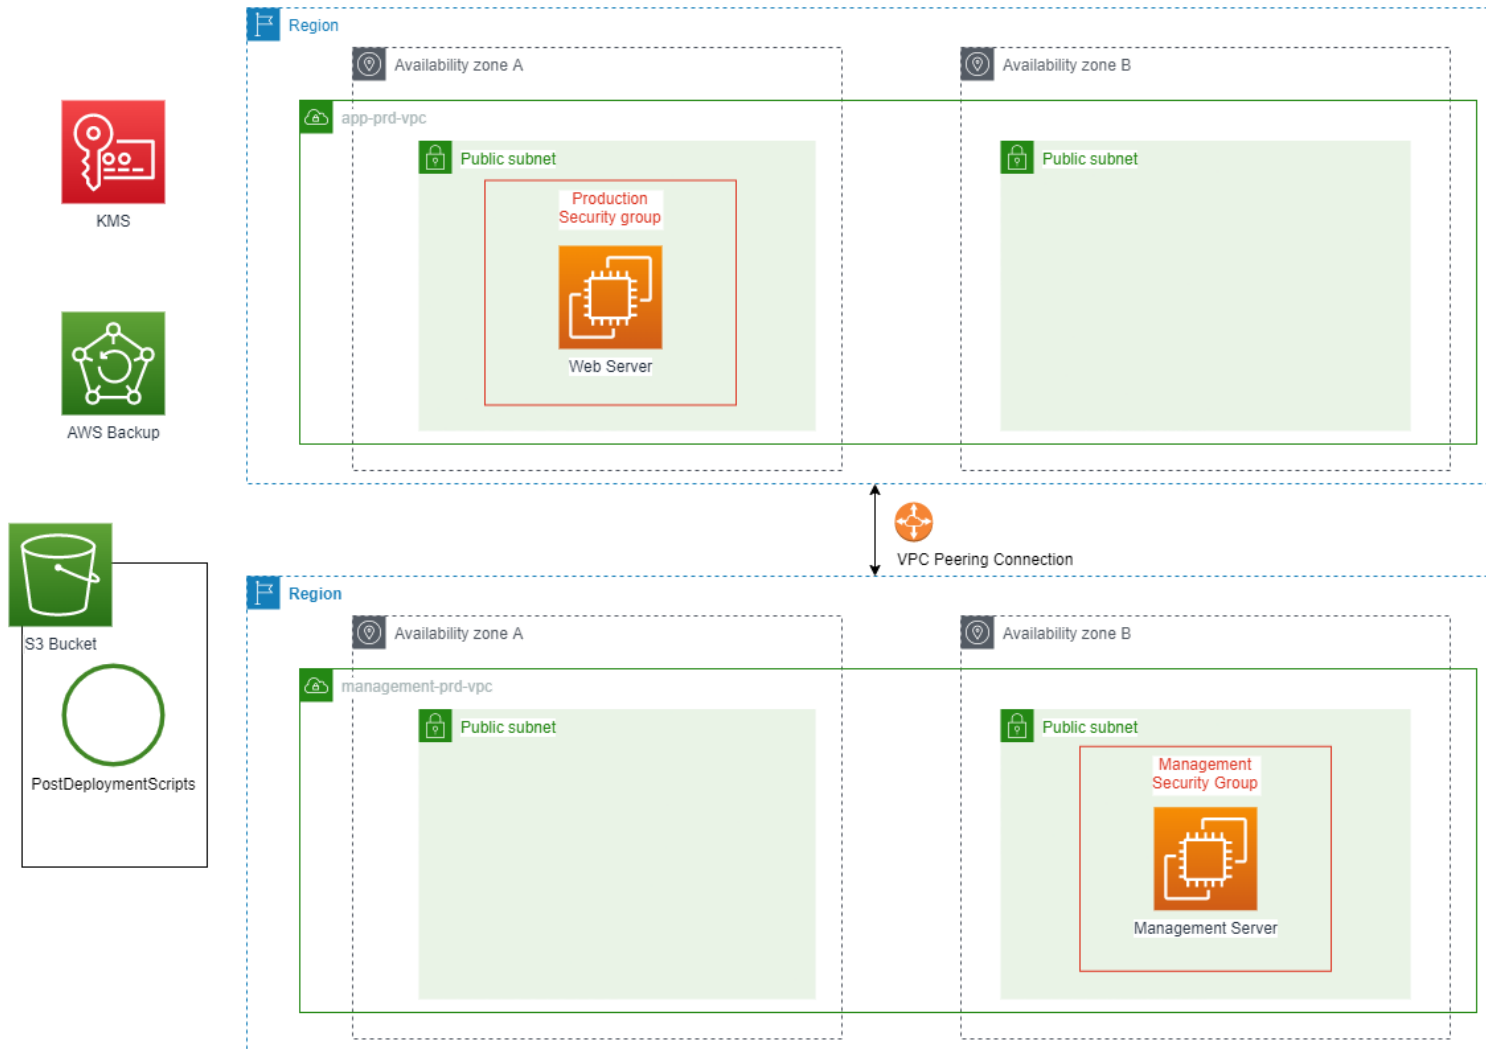 Region
Availability zone A
Availability zone B
app-prd-vpc
Public subnet
Public subnet
Production
Security group
Web Server
KMS
AWS Backup
VPC Peering Connection
S3 Bucket
PostDeploymentScripts
Region
Availability zone A
Availability zone B
management-prd-vpc
Public subnet
Public subnet
Management
Security Group
Management Server